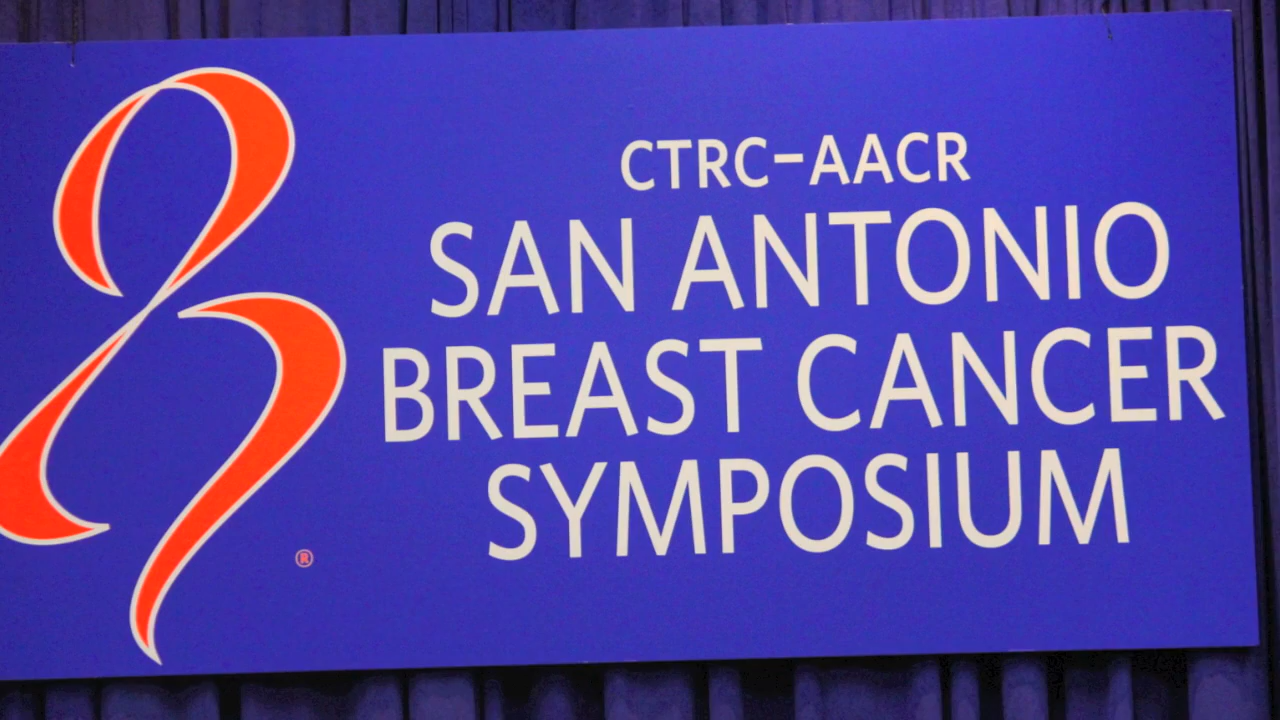 CTRC–AACR
SAN ANTONIO
BREAST CANCER
SYMPOSIUM
®